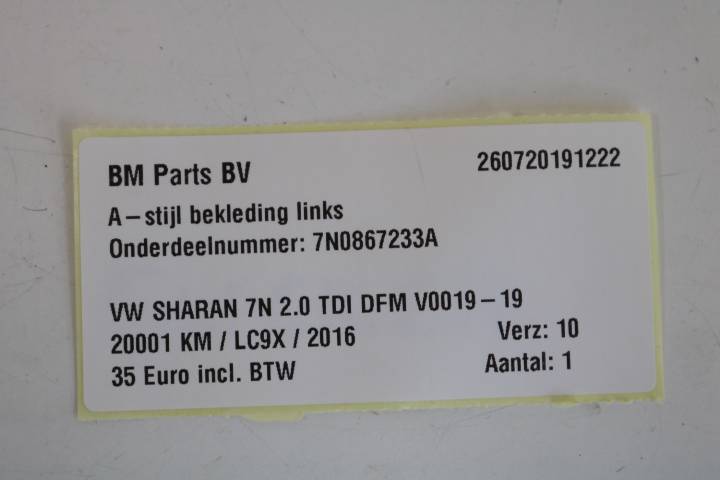 BM Parts BV 260720191222
A-stijl bekleding links
Onderdeelnummer: 7N0867233A
VW SHARAN 7N 2.0 TDI DFM V0019-19
20001 KM / LC9X / 2016 Verz: 10
35 Euro incl. BTW Aantal: 1